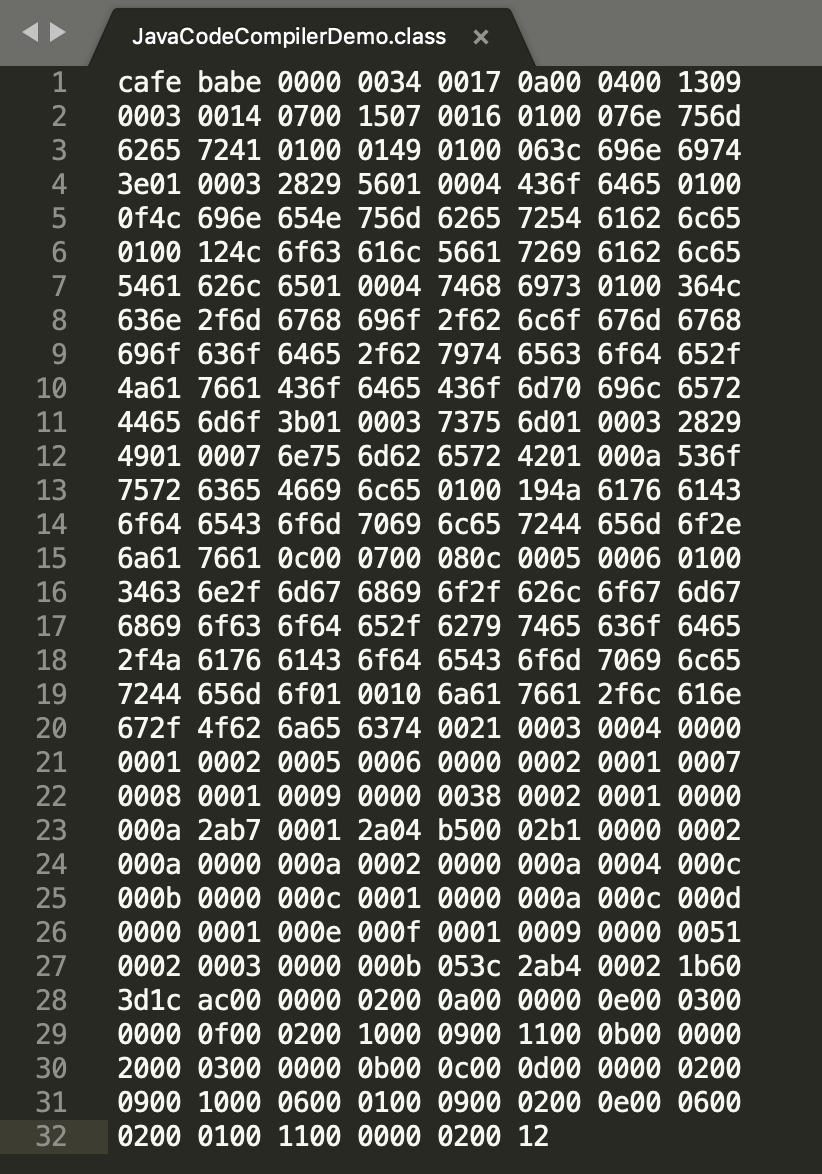 JavaCodeCompilerDemo.class ×
1 cafe babe 0000 0034 0017 0a00 0400 1309
2 0003 0014 0700 1507 0016 0100 076e 756d
3 6265 7241 0100 0149 0100 063c 696e 6974
4 3e01 0003 2829 5601 0004 436f 6465 0100
5 0f4c 696e 654e 756d 6265 7254 6162 6c65
6 0100 124c 6f63 616c 5661 7269 6162 6c65
7 5461 626c 6501 0004 7468 6973 0100 364c
8 636e 2f6d 6768 696f 2f62 6c6f 676d 6768
9 696f 636f 6465 2f62 7974 6563 6f64 652f
10 4a61 7661 436f 6465 436f 6d70 696c 6572
11 4465 6d6f 3b01 0003 7375 6d01 0003 2829
12 4901 0007 6e75 6d62 6572 4201 000a 536f
13 7572 6365 4669 6c65 0100 194a 6176 6143
14 6f64 6543 6f6d 7069 6c65 7244 656d 6f2e
15 6a61 7661 0c00 0700 080c 0005 0006 0100
16 3463 6e2f 6d67 6869 6f2f 626c 6f67 6d67
17 6869 6f63 6f64 652f 6279 7465 636f 6465
18 2f4a 6176 6143 6f64 6543 6f6d 7069 6c65
19 7244 656d 6f01 0010 6a61 7661 2f6c 616e
20 672f 4f62 6a65 6374 0021 0003 0004 0000
21 0001 0002 0005 0006 0000 0002 0001 0007
22 0008 0001 0009 0000 0038 0002 0001 0000
23 000a 2ab7 0001 2a04 b500 02b1 0000 0002
24 000a 0000 000a 0002 0000 000a 0004 000c
25 000b 0000 000c 0001 0000 000a 000c 000d
26 0000 0001 000e 000f 0001 0009 0000 0051
27 0002 0003 0000 000b 053c 2ab4 0002 1b60
28 3d1c ac00 0000 0200 0a00 0000 0e00 0300
29 0000 0f00 0200 1000 0900 1100 0b00 0000
30 2000 0300 0000 0b00 0c00 0d00 0000 0200
31 0900 1000 0600 0100 0900 0200 0e00 0600
32 0200 0100 1100 0000 0200 12